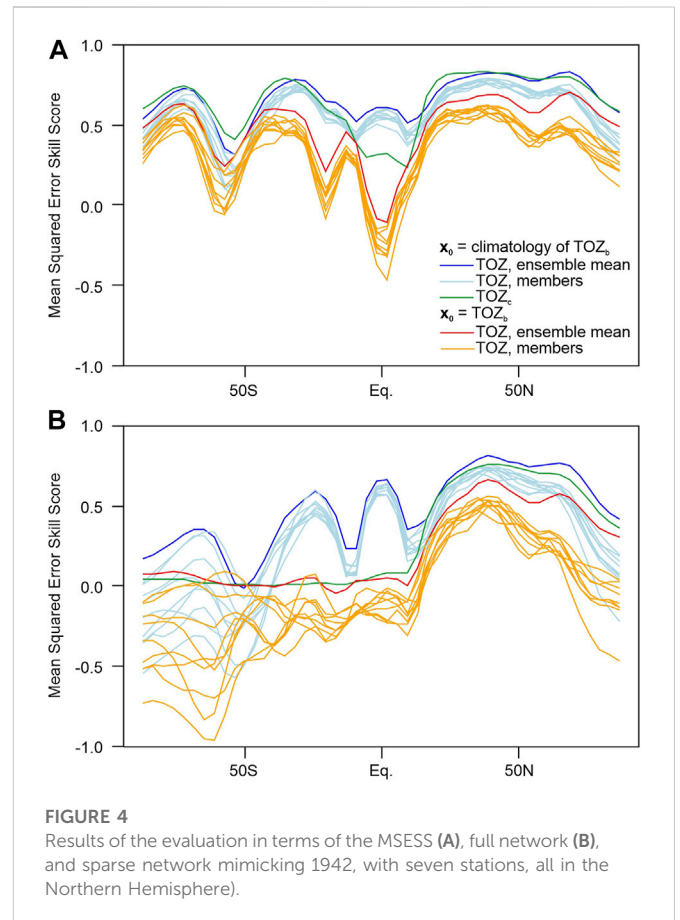 A
Mean Squared Error Skill Score
1.0
0.5
0.0
-0.5
-1.0
x₀ = climatology of TOZ_b
TOZ, ensemble mean
TOZ, members
TOZ_c
x₀ = TOZ_b
TOZ, ensemble mean
TOZ, members
50S Eq. 50N
B
Mean Squared Error Skill Score
1.0
0.5
0.0
-0.5
-1.0
50S Eq. 50N
FIGURE 4
Results of the evaluation in terms of the MSESS (A), full network (B),
and sparse network mimicking 1942, with seven stations, all in the
Northern Hemisphere).